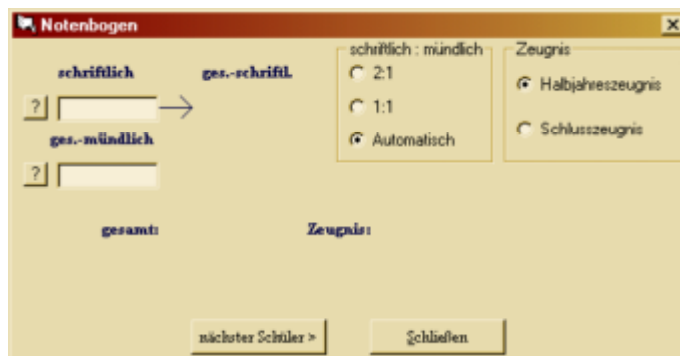 Notenbogen
schriftlich
ges.-schriftl.
?
ges.-mündlich
?
schriftlich : mündlich
2:1
1:1
Automatisch
Zeugnis
Halbjahreszeugnis
Schlusszeugnis
gesamt:
Zeugnis:
nächster Schüler >
Schließen